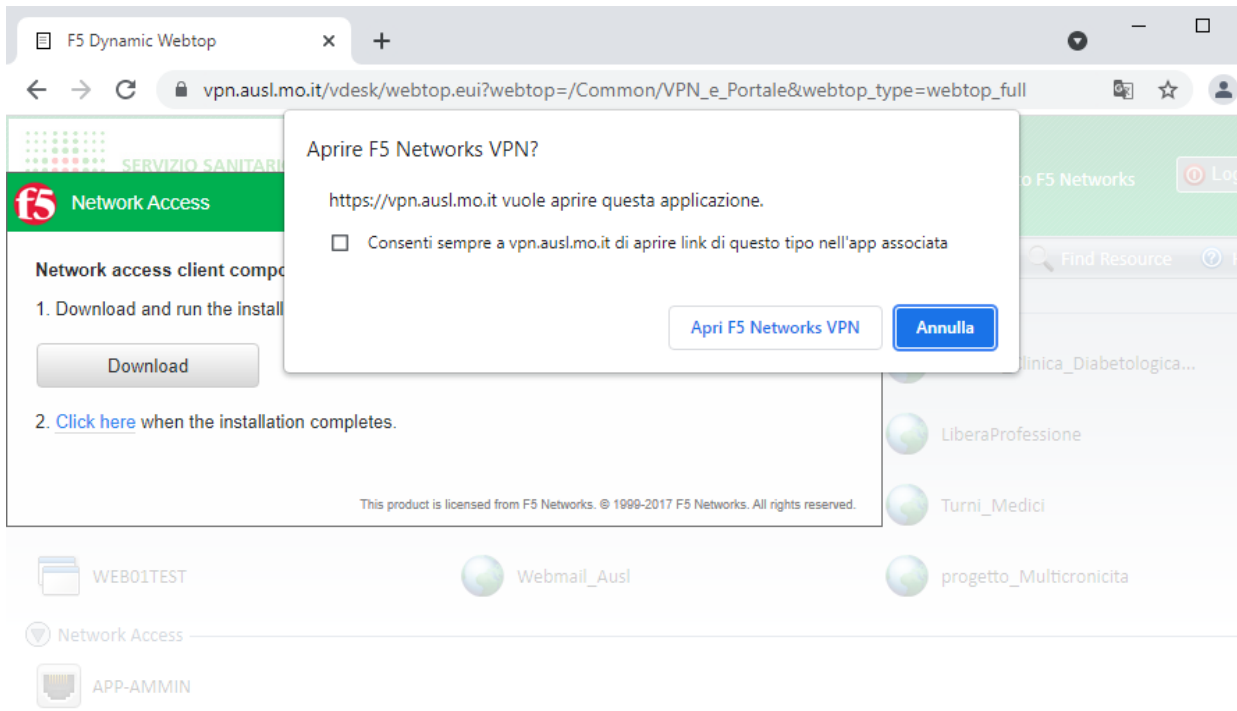 F5 Dynamic Webtop
vpn.ausl.mo.it/vdesk/webtop.eui?webtop=/Common/VPN_e_Portale&webtop_type=webtop_full
SERVIZIO SANITARI
f5 Network Access
Aprire F5 Networks VPN?
https://vpn.ausl.mo.it vuole aprire questa applicazione.
Consenti sempre a vpn.ausl.mo.it di aprire link di questo tipo nell'app associata
Apri F5 Networks VPN
Annulla
to F5 Networks
Log
Find Resource
Network access client compo
1. Download and run the install
Download
2. Click here when the installation completes.
This product is licensed from F5 Networks. © 1999-2017 F5 Networks. All rights reserved.
Clinica_Diabetologica...
LiberaProfessione
Turni_Medici
WEB01TEST
Webmail_Ausl
progetto_Multicronicita
Network Access
APP-AMMIN